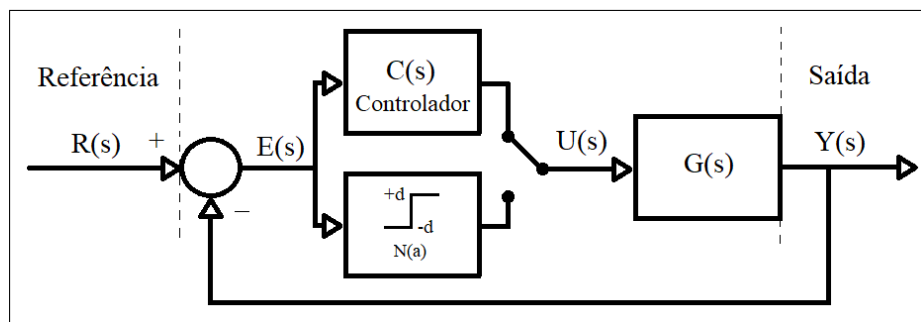 Referência
R(s)
+
−
E(s)
C(s)
Controlador
+d
-d
N(a)
U(s)
G(s)
Saída
Y(s)